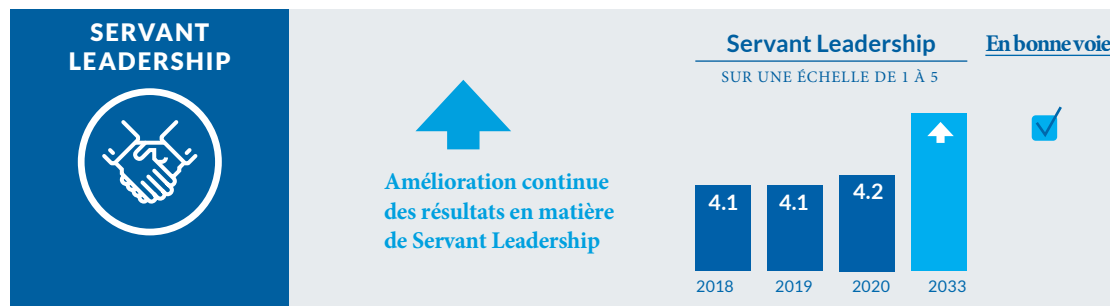 SERVANT
LEADERSHIP
Amélioration continue
des résultats en matière
de Servant Leadership
Servant Leadership
SUR UNE ÉCHELLE DE 1 À 5
4.1
4.1
4.2
2018
2019
2020
2033
En bonne voie